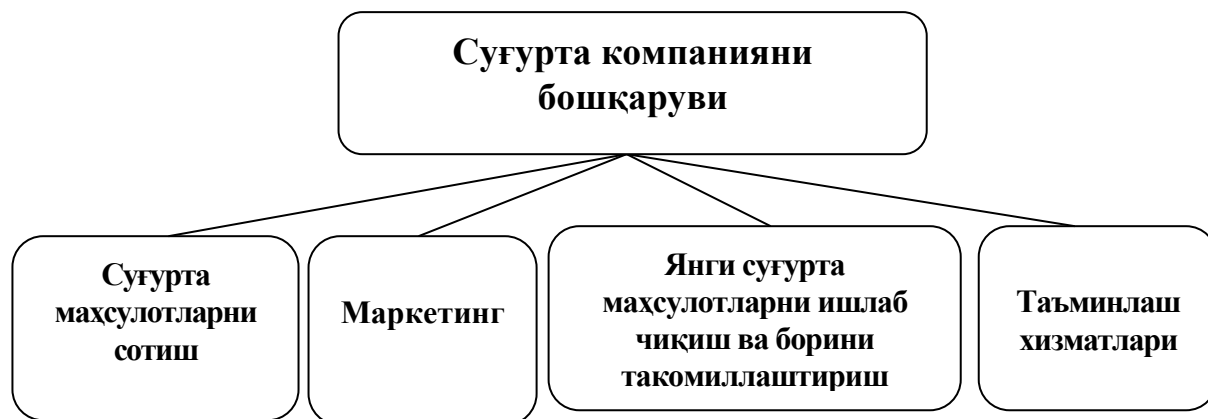 Суғурта компанияни
бошқаруви
Суғурта
маҳсулотларни
сотиш
Маркетинг
Янги суғурта
маҳсулотларни ишлаб
чиқиш ва борини
такомиллаштириш
Таъминлаш
хизматлари